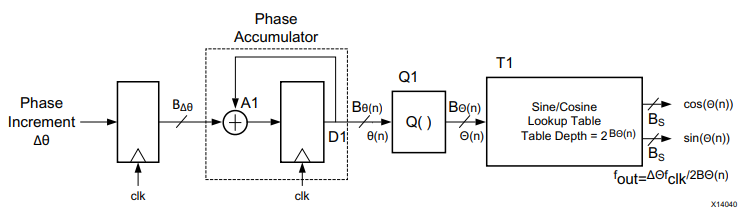 Phase
Accumulator
T1
Q1
Phase
Increment
Δθ
B∆θ
A1
D1
Bθ(n)
θ(n)
Q( )
BΘ(n)
Θ(n)
Sine/Cosine
Lookup Table
Table Depth = 2BΘ(n)
cos(Θ(n))
BS
sin(Θ(n))
BS
fout=ΔΘfclk/2BΘ(n)
clk
clk
X14040